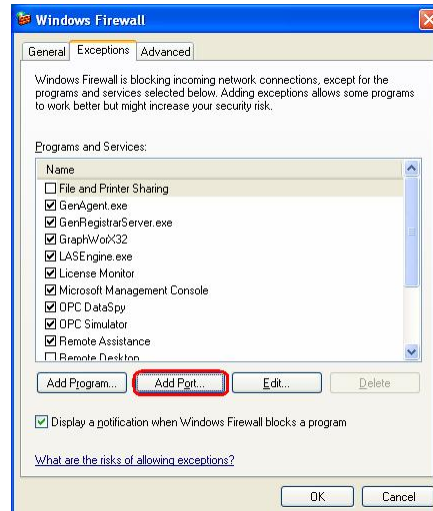 Windows Firewall
General Exceptions Advanced
Windows Firewall is blocking incoming network connections, except for the
programs and services selected below. Adding exceptions allows some programs
to work better but might increase your security risk.
Programs and Services:
Name
File and Printer Sharing
GenAgent.exe
GenRegistrarServer.exe
GraphWorX32
LASEngine.exe
License Monitor
Microsoft Management Console
OPC DataSpy
OPC Simulator
Remote Assistance
Remote Desktop
Add Program... Add Port... Edit... Delete
Display a notification when Windows Firewall blocks a program
What are the risks of allowing exceptions?
OK Cancel